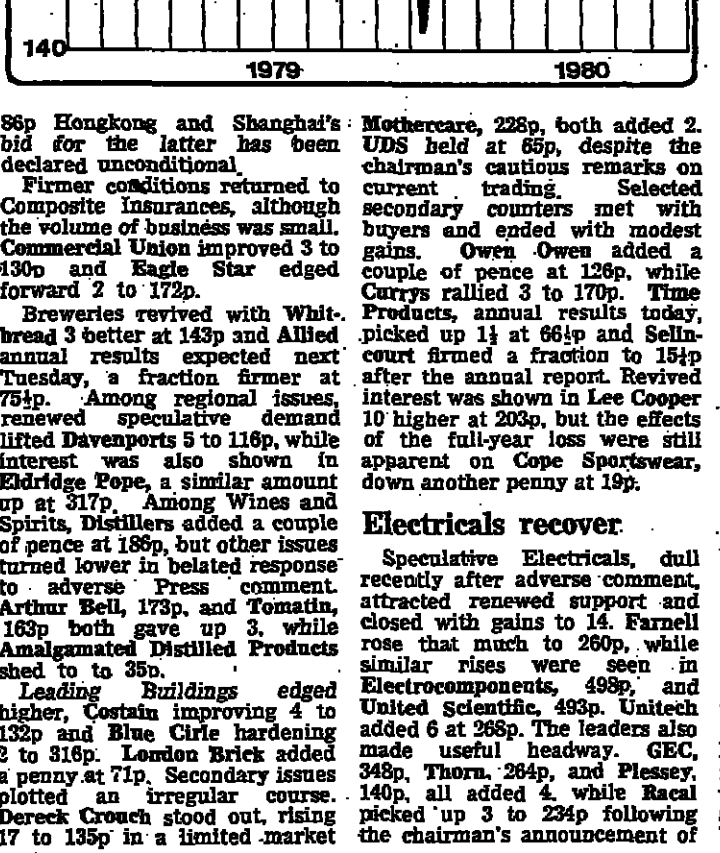 140
1979
1980
86p Hongkong and Shanghai's
bid for the latter has been
declared unconditional.
Firmer conditions returned to
Composite Insurances, although
the volume of business was small.
Commercial Union improved 3 to
130p and Eagle Star edged
forward 2 to 172p.
Breweries revived with Whit-
bread 3 better at 143p and Allied
annual results expected next
Tuesday, a fraction firmer at
75½p. Among regional issues,
renewed speculative demand
lifted Davenports 5 to 116p, while
interest was also shown in
Eldridge Pope, a similar amount
up at 317p. Among Wines and
Spirits, Distillers added a couple
of pence at 186p, but other issues
turned lower in belated response
to adverse Press comment.
Arthur Bell, 173p, and Tomatin,
163p both gave up 3, while
Amalgamated Distilled Products
shed to to 35p.
Leading Buildings edged
higher, Costain improving 4 to
132p and Blue Cirle hardening
2 to 316p. London Brick added
a penny at 71p. Secondary issues
plotted an irregular course.
Dereck Crouch stood out, rising
17 to 135p in a limited market
Mothercare, 228p, both added 2.
UDS held at 65p, despite the
chairman's cautious remarks on
current trading. Selected
secondary counters met with
buyers and ended with modest
gains. Owen Owen added a
couple of pence at 126p, while
Currys rallied 3 to 170p. Time
Products, annual results today,
picked up 1½ at 66½p and Selin-
court firmed a fraction to 15½p
after the annual report. Revived
interest was shown in Lee Cooper
10 higher at 203p, but the effects
of the full-year loss were still
apparent on Cope Sportswear,
down another penny at 19p.
Electricals recover
Speculative Electricals, dull
recently after adverse comment,
attracted renewed support and
closed with gains to 14. Farnell
rose that much to 260p, while
similar rises were seen in
Electrocomponents, 498p, and
United Scientific, 493p. Unitech
added 6 at 268p. The leaders also
made useful headway. GEC,
348p, Thorn, 264p, and Plessey,
140p, all added 4, while Racal
picked up 3 to 234p following
the chairman's announcement of